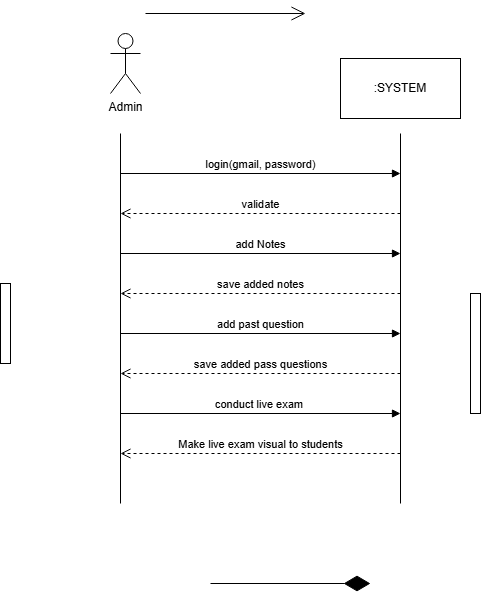 :SYSTEM
Admin
login(gmail, password)
validate
add Notes
save added notes
add past question
save added pass questions
conduct live exam
Make live exam visual to students